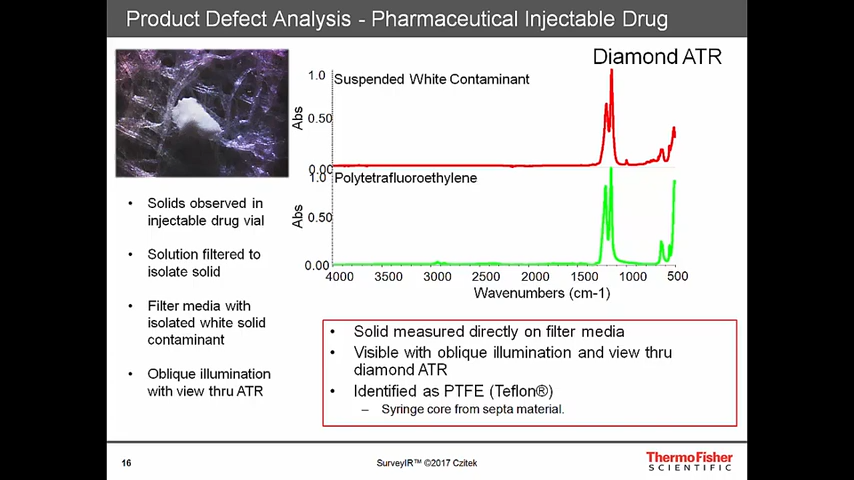 Product Defect Analysis - Pharmaceutical Injectable Drug
Diamond ATR
1.0
Suspended White Contaminant
Abs
0.50
0.00
1.0
Polytetrafluoroethylene
Abs
0.50
0.00
4000 3500 3000 2500 2000 1500 1000 500
Wavenumbers (cm-1)
• Solids observed in
injectable drug vial
• Solution filtered to
isolate solid
• Filter media with
isolated white solid
contaminant
• Oblique illumination
with view thru ATR
• Solid measured directly on filter media
• Visible with oblique illumination and view thru
diamond ATR
• Identified as PTFE (Teflon®)
– Syringe core from septa material.
16
SurveyIR™ ©2017 Czitek
ThermoFisher
SCIENTIFIC